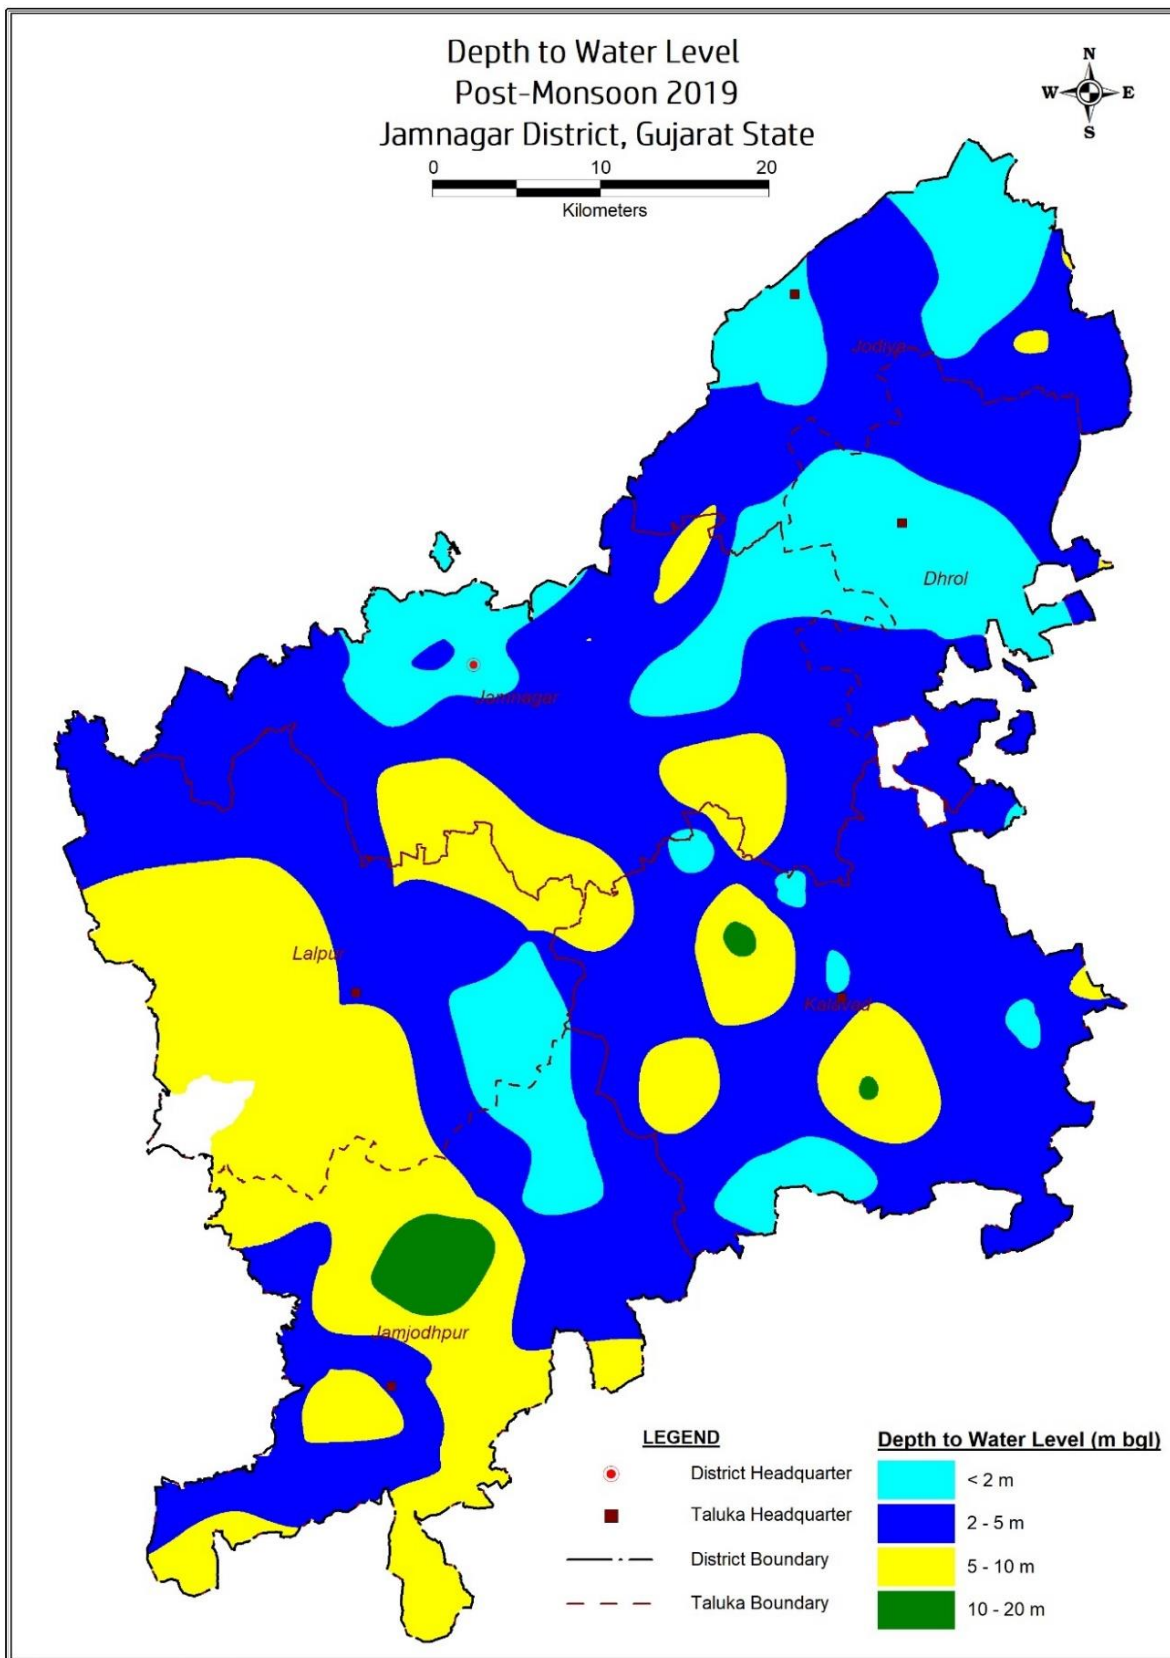 Depth to Water Level
Post-Monsoon 2019
Jamnagar District, Gujarat State
0 10 20
Kilometers
N
W E
S
Jodiya
Dhrol
Jamnagar
Lalpur
Kalavad
Jamjodhpur
LEGEND
District Headquarter
Taluka Headquarter
District Boundary
Taluka Boundary
Depth to Water Level (m bgl)
< 2 m
2 - 5 m
5 - 10 m
10 - 20 m